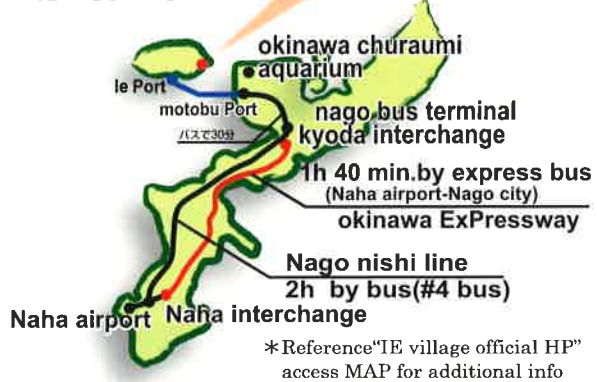 okinawa churaumi
aquarium
Ie Port
motobu Port
nago bus terminal
kyoda interchange
バスで30分
1h 40 min.by express bus
(Naha airport-Nago city)
okinawa ExPressway
Nago nishi line
2h by bus(#4 bus)
Naha airport
Naha interchange
*Reference"IE village official HP"
access MAP for additional info